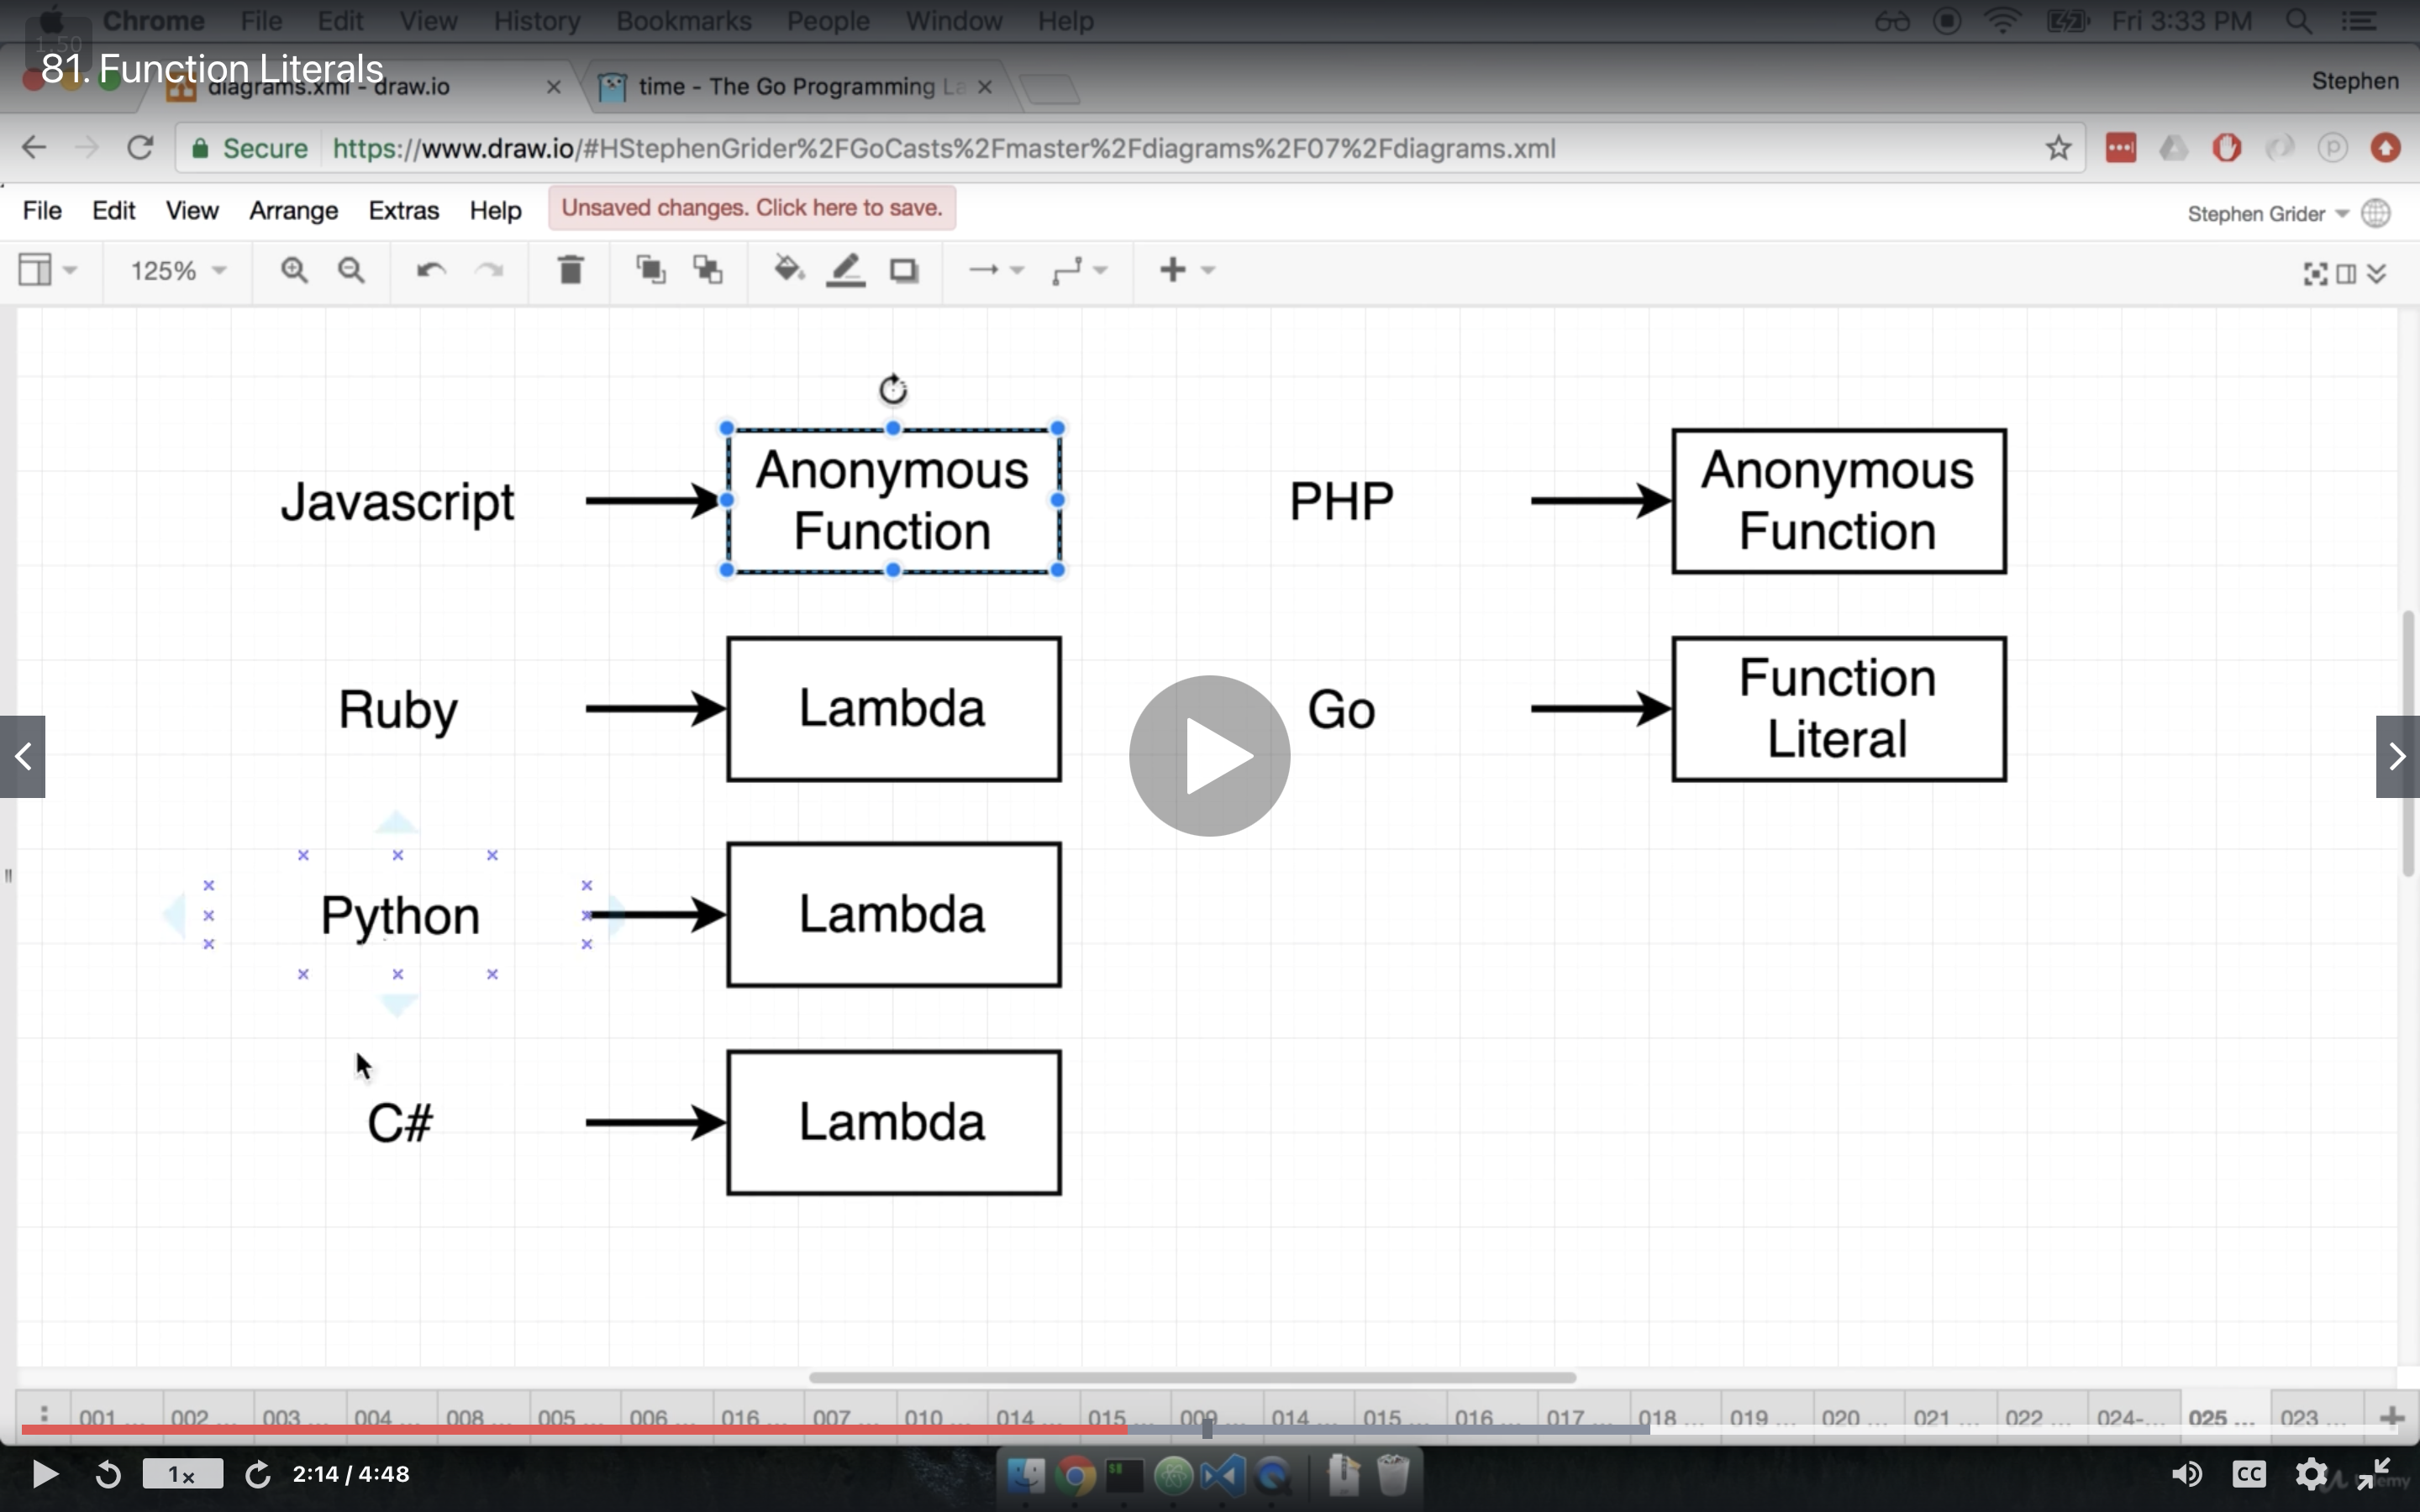 Chrome File Edit View History Bookmarks People Window Help Fri 3:33 PM
1.50
81. Function Literals
diagrams.xml - draw.io
time - The Go Programming La
Stephen
Secure https://www.draw.io/#HStephenGrider%2FGoCasts%2Fmaster%2Fdiagrams%2F07%2Fdiagrams.xml
File Edit View Arrange Extras Help Unsaved changes. Click here to save. Stephen Grider
125%
Javascript
Anonymous
Function
PHP
Anonymous
Function
Ruby
Lambda
Go
Function
Literal
Python
Lambda
C#
Lambda
001 ... 002 ... 003 ... 004 ... 008 ... 005 ... 006 ... 016 ... 007 ... 010 ... 014 ... 015 ... 009 ... 014 ... 015 ... 016 ... 017 ... 018 ... 019 ... 020 ... 021 ... 022 ... 024-... 025 ... 023 ...
1x 2:14 / 4:48 CC